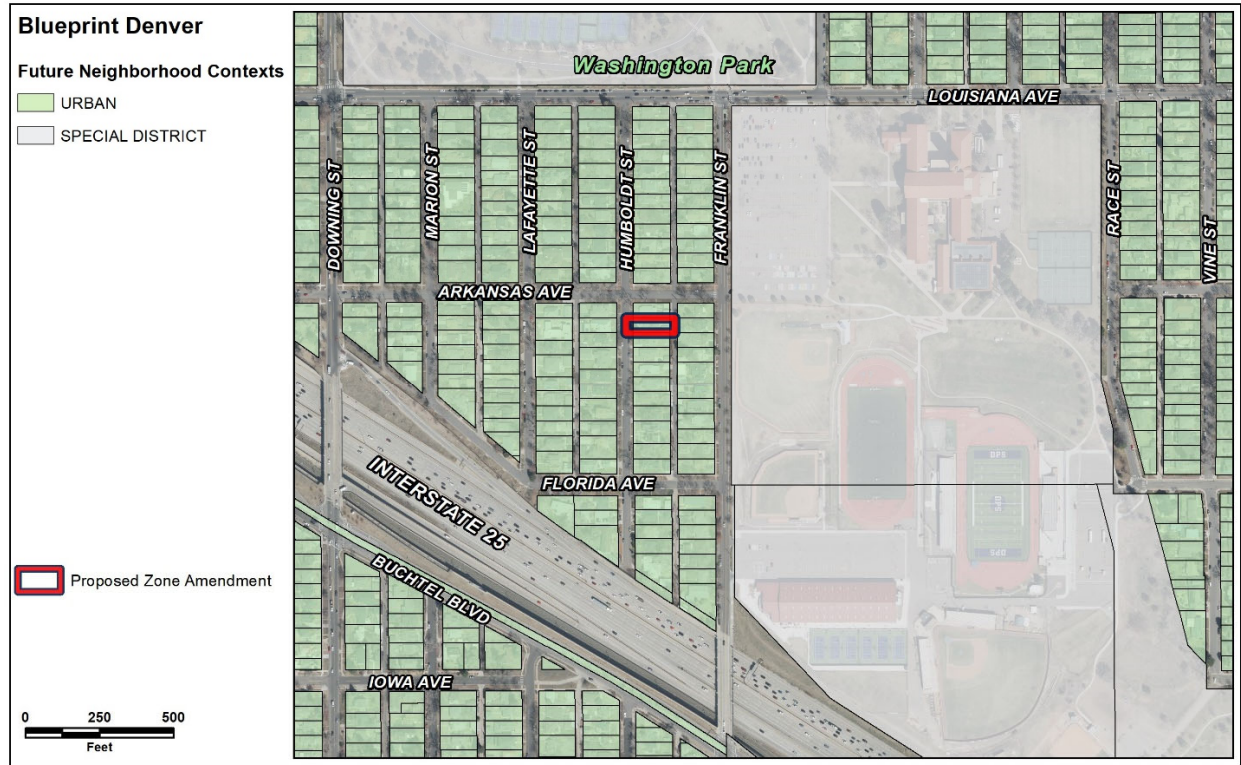 Blueprint Denver
Future Neighborhood Contexts
URBAN
SPECIAL DISTRICT
Washington Park
LOUISIANA AVE
DOWNING ST
MARION ST
LAFAYETTE ST
HUMBOLDT ST
FRANKLIN ST
RACE ST
VINE ST
ARKANSAS AVE
INTERSTATE 25
FLORIDA AVE
BUCHTEL BLVD
Proposed Zone Amendment
IOWA AVE
0 250 500
Feet
DPS
DPS